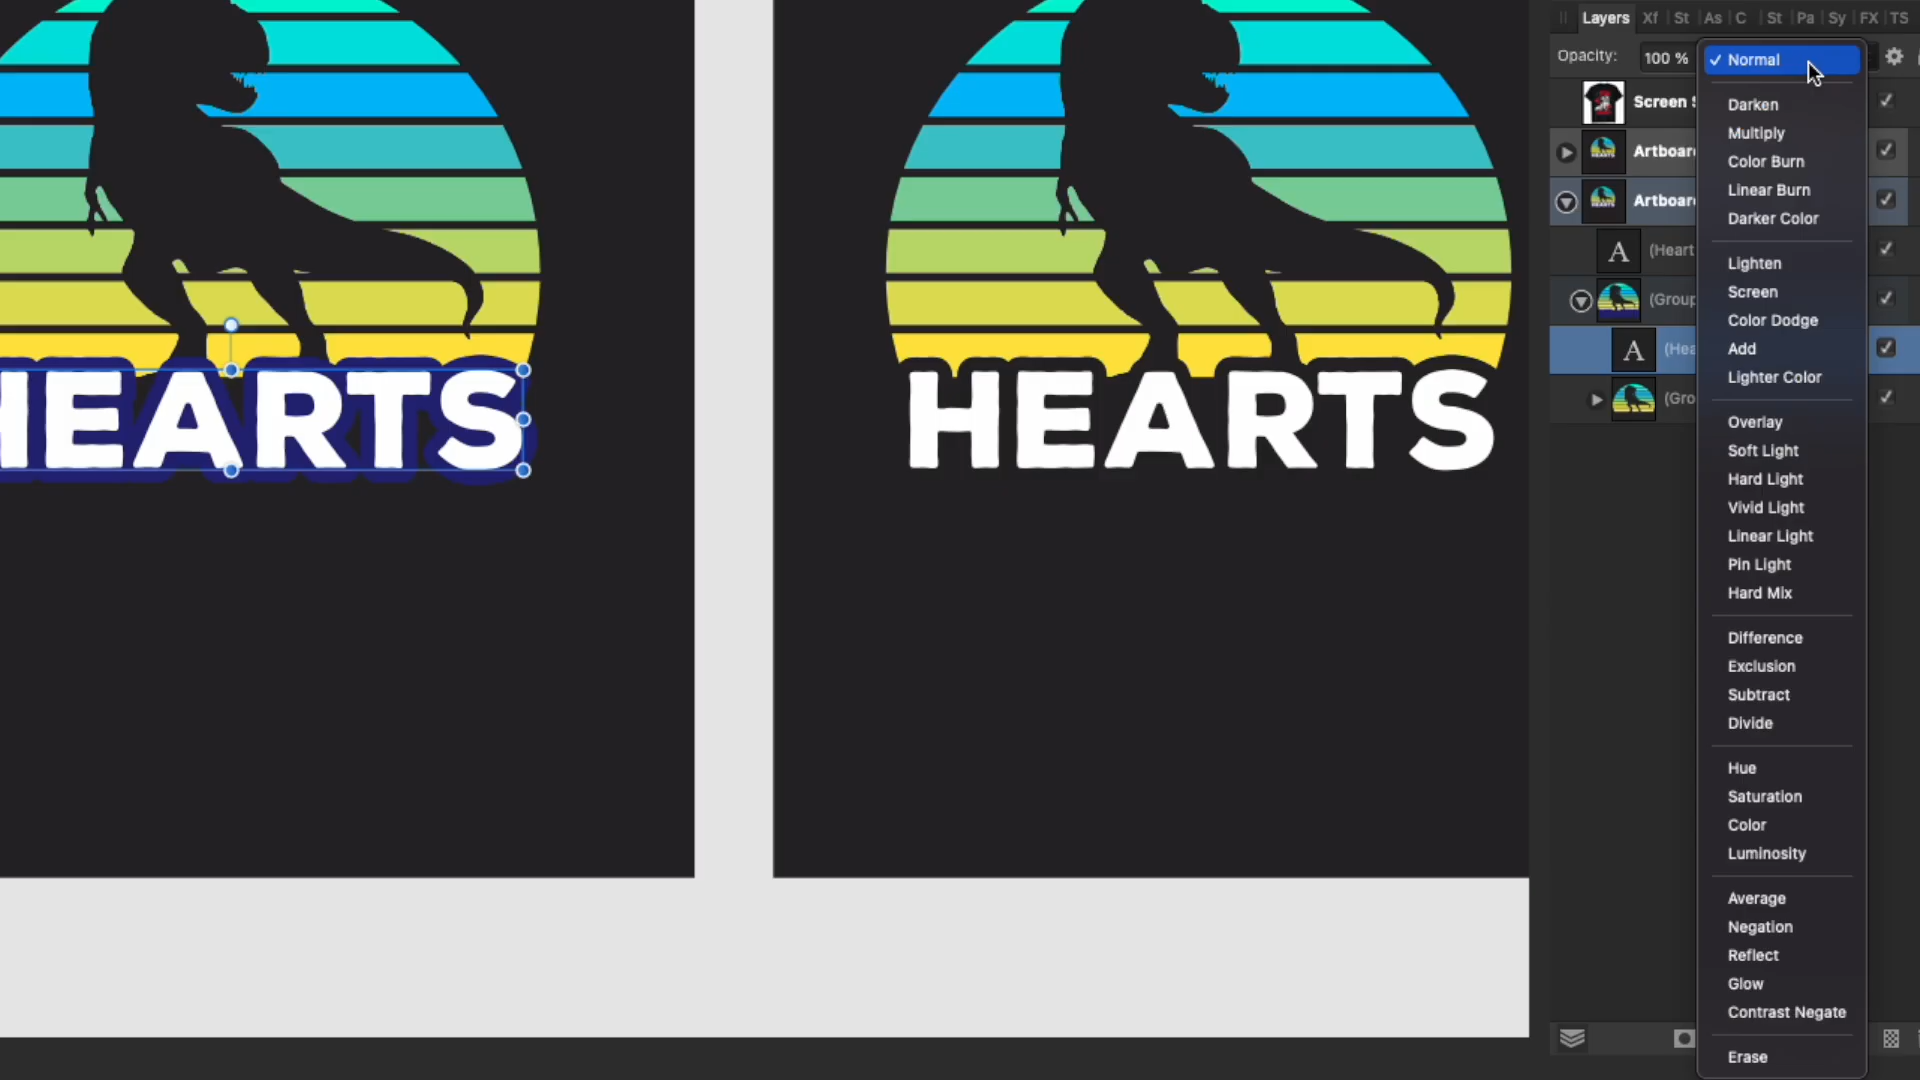 Layers Xf St As C St Pa Sy FX TS
Opacity: 100 %
Normal
Screen S
Artboar
Artboar
A (Heart
(Group
A (Hea
(Gro
Darken
Multiply
Color Burn
Linear Burn
Darker Color
Lighten
Screen
Color Dodge
Add
Lighter Color
Overlay
Soft Light
Hard Light
Vivid Light
Linear Light
Pin Light
Hard Mix
Difference
Exclusion
Subtract
Divide
Hue
Saturation
Color
Luminosity
Average
Negation
Reflect
Glow
Contrast Negate
Erase
HEARTS
HEARTS